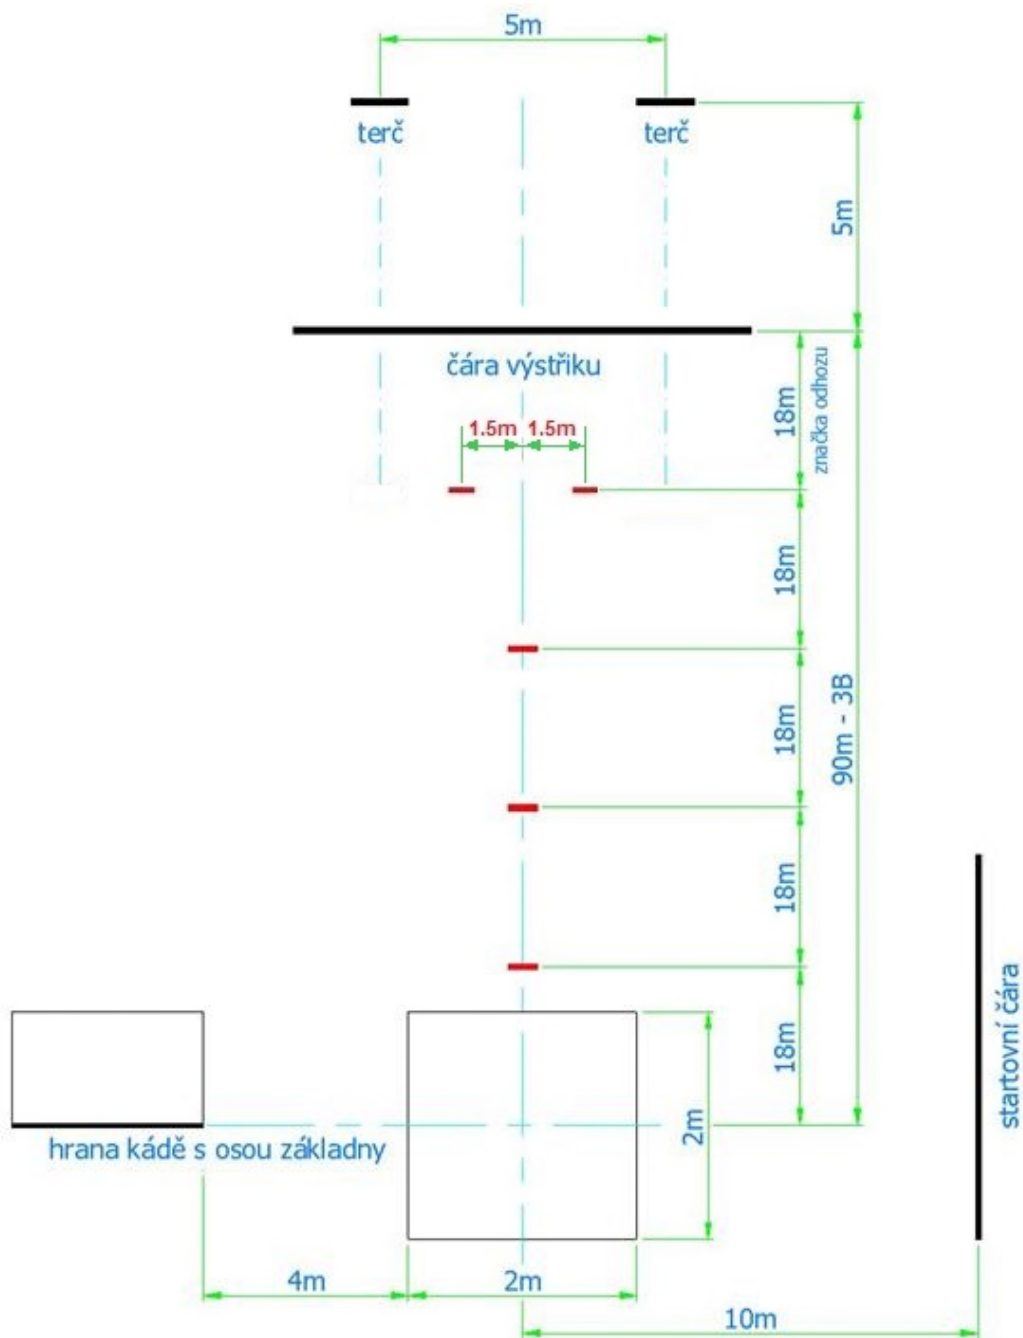 5m
terč
terč
5m
čára výstřiku
značka odhozu
18m
1.5m
1.5m
18m
18m
90m - 3B
18m
18m
startovní čára
hrana kádě s osou základny
2m
4m
2m
10m